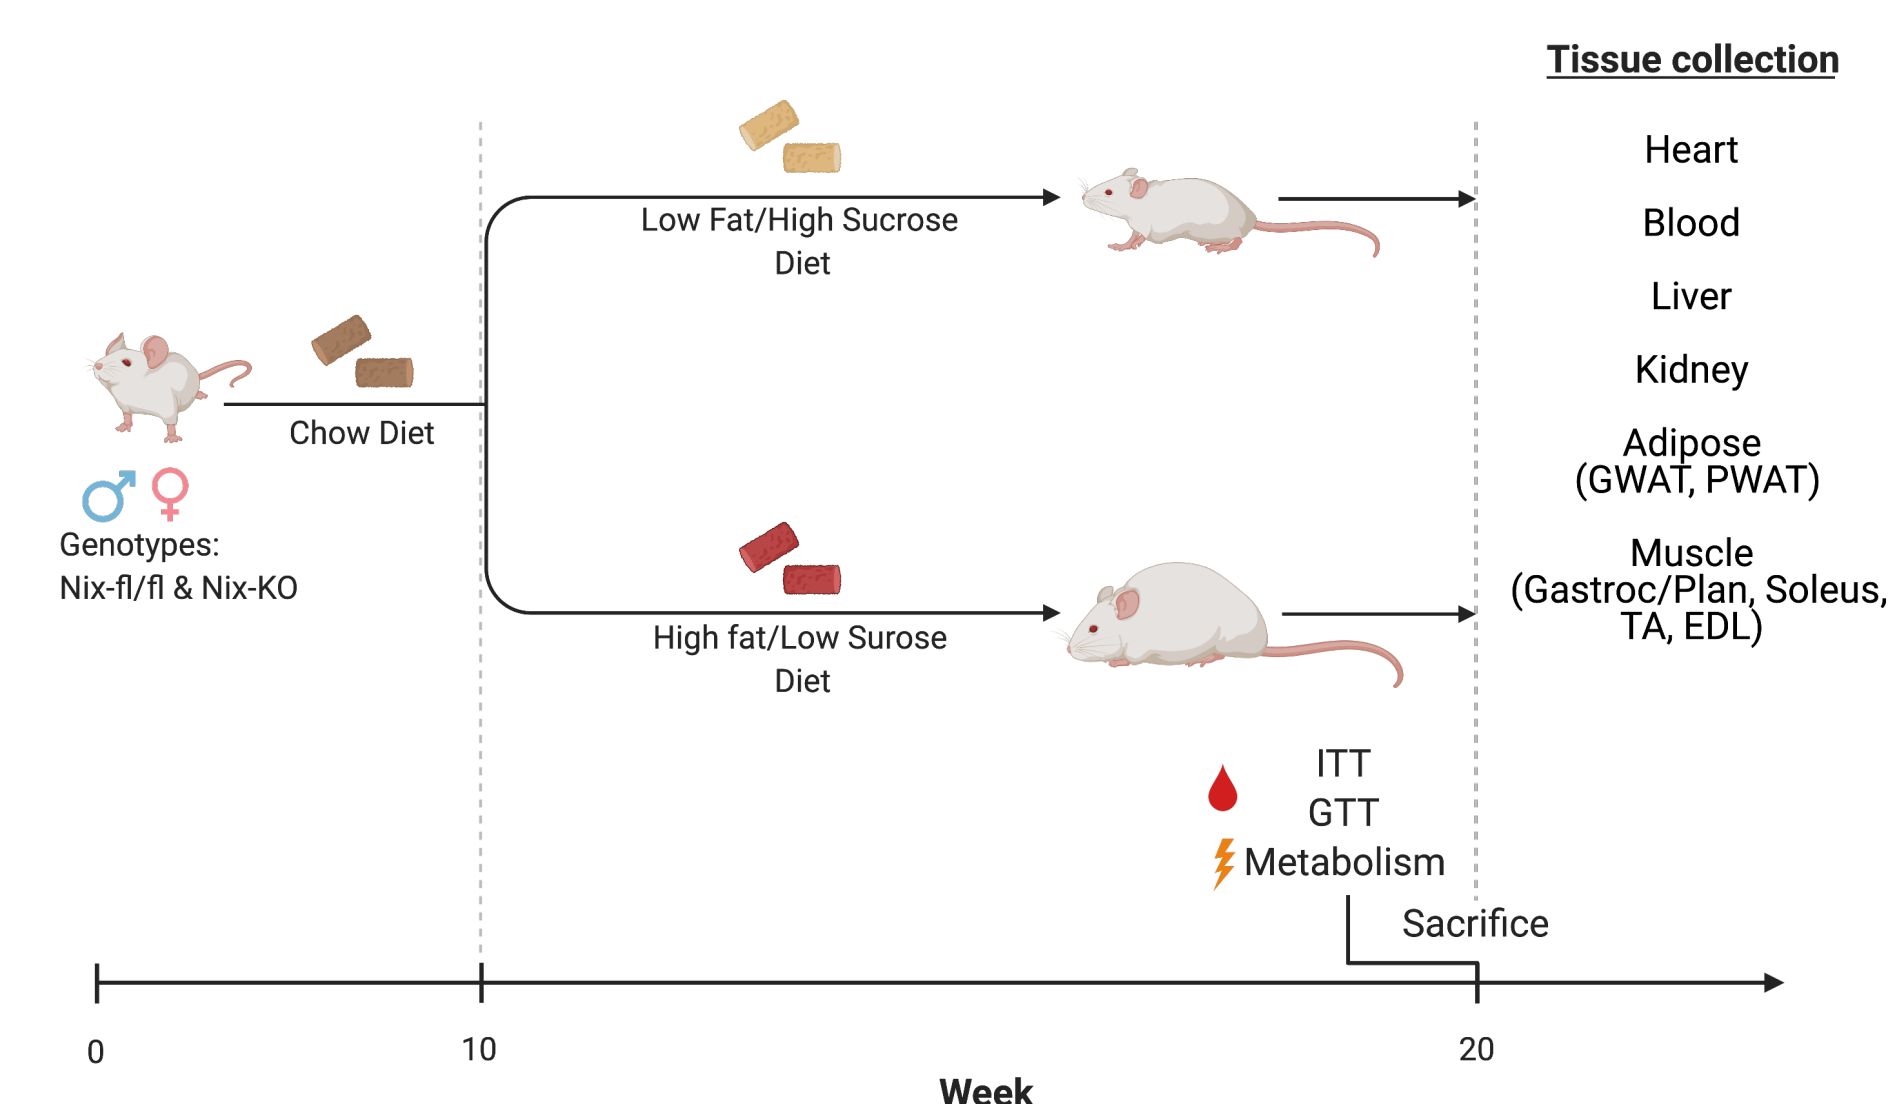 Tissue collection
Heart
Blood
Liver
Kidney
Adipose
(GWAT, PWAT)
Muscle
(Gastroc/Plan, Soleus,
TA, EDL)
Low Fat/High Sucrose
Diet
Chow Diet
Genotypes:
Nix-fl/fl & Nix-KO
High fat/Low Surose
Diet
ITT
GTT
Metabolism
Sacrifice
0
10
20
Week